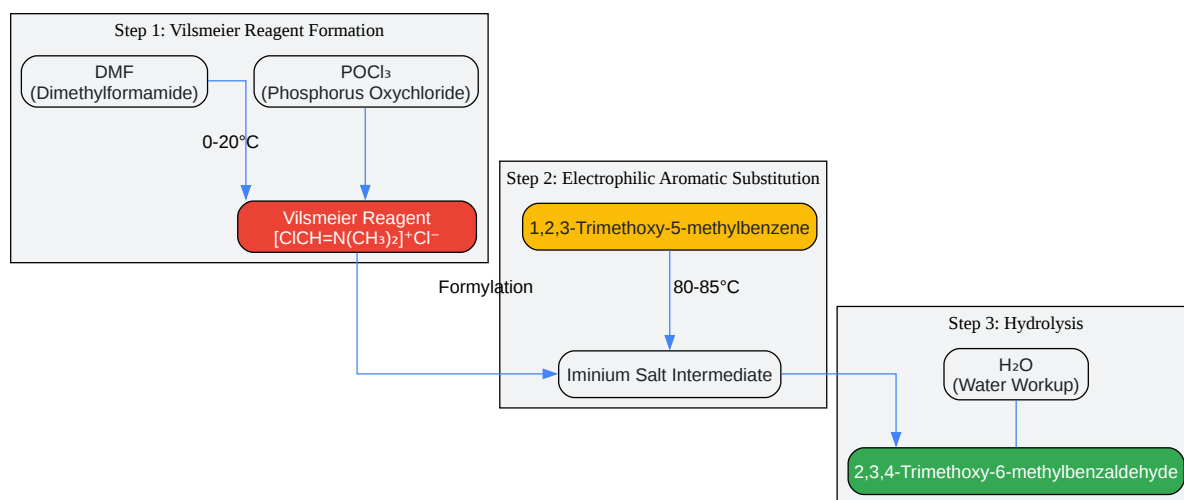 Step 1: Vilsmeier Reagent Formation
DMF
(Dimethylformamide)
POCl₃
(Phosphorus Oxychloride)
0-20°C
Vilsmeier Reagent
[ClCH=N(CH₃)₂]⁺Cl⁻
Step 2: Electrophilic Aromatic Substitution
1,2,3-Trimethoxy-5-methylbenzene
Formylation
80-85°C
Iminium Salt Intermediate
Step 3: Hydrolysis
H₂O
(Water Workup)
2,3,4-Trimethoxy-6-methylbenzaldehyde